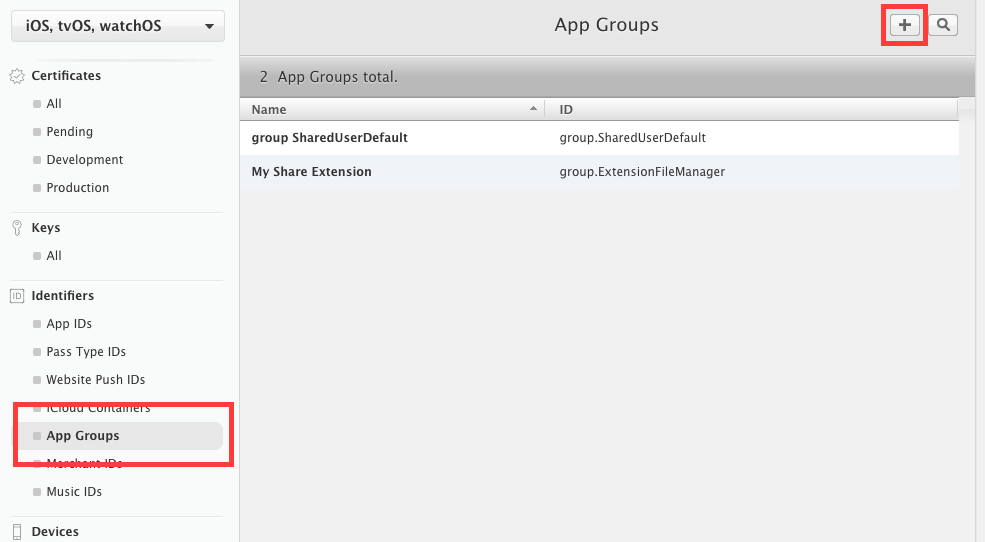 iOS, tvOS, watchOS
Certificates
All
Pending
Development
Production
Keys
All
ID Identifiers
App IDs
Pass Type IDs
Website Push IDs
iCloud Containers
App Groups
Merchant IDs
Music IDs
Devices
App Groups
2 App Groups total.
Name ID
group SharedUserDefault group.SharedUserDefault
My Share Extension group.ExtensionFileManager